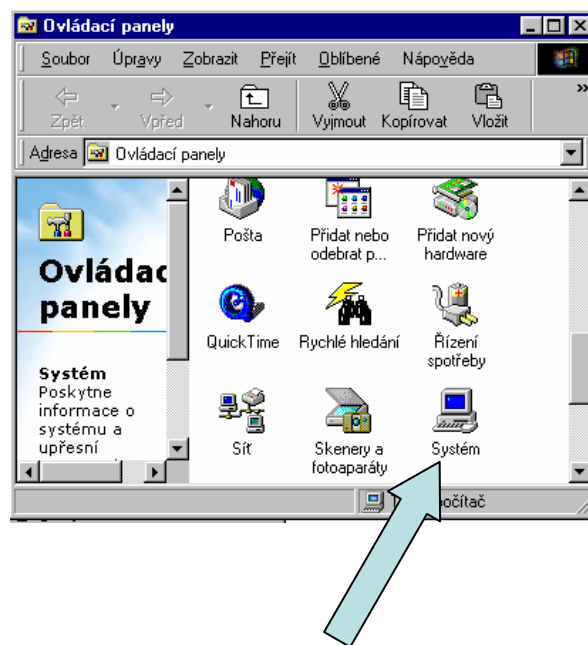 Ovládací panely
Soubor Úpravy Zobrazit Přejít Oblíbené Nápověda
Zpět Vpřed Nahoru Vyjmout Kopírovat Vložit »
Adresa Ovládací panely
Ovládac
panely
Systém
Poskytne
informace o
systému a
upřesní
Pošta
Přidat nebo
odebrat p...
Přidat nový
hardware
QuickTime
Rychlé hledání
Řízení
spotřeby
Síť
Skenery a
fotoaparáty
Systém